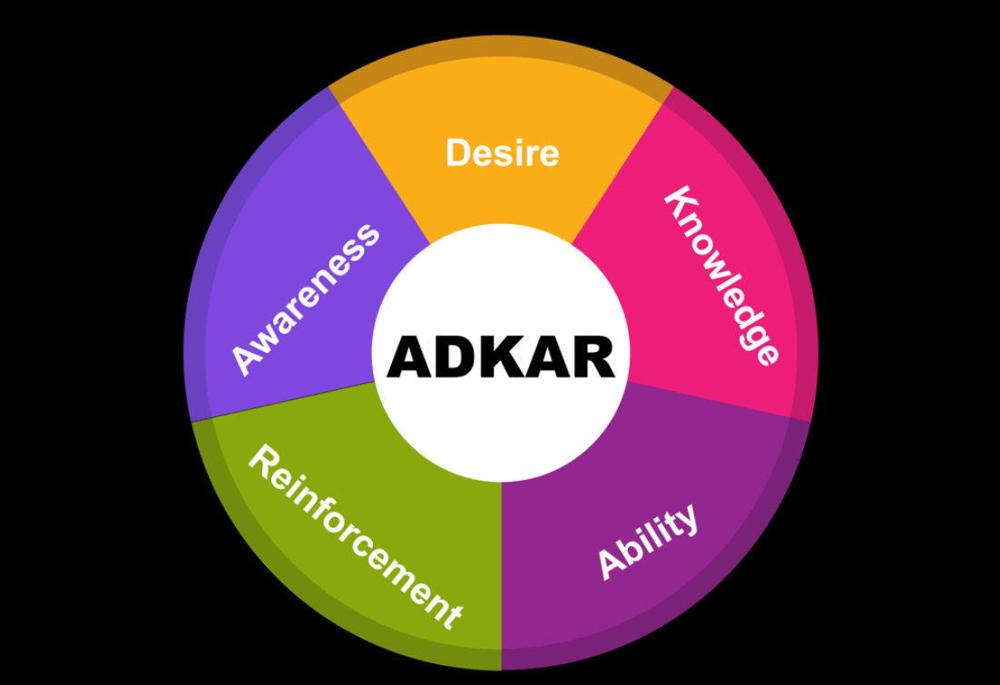 Desire
Knowledge
Awareness
ADKAR
Reinforcement
Ability